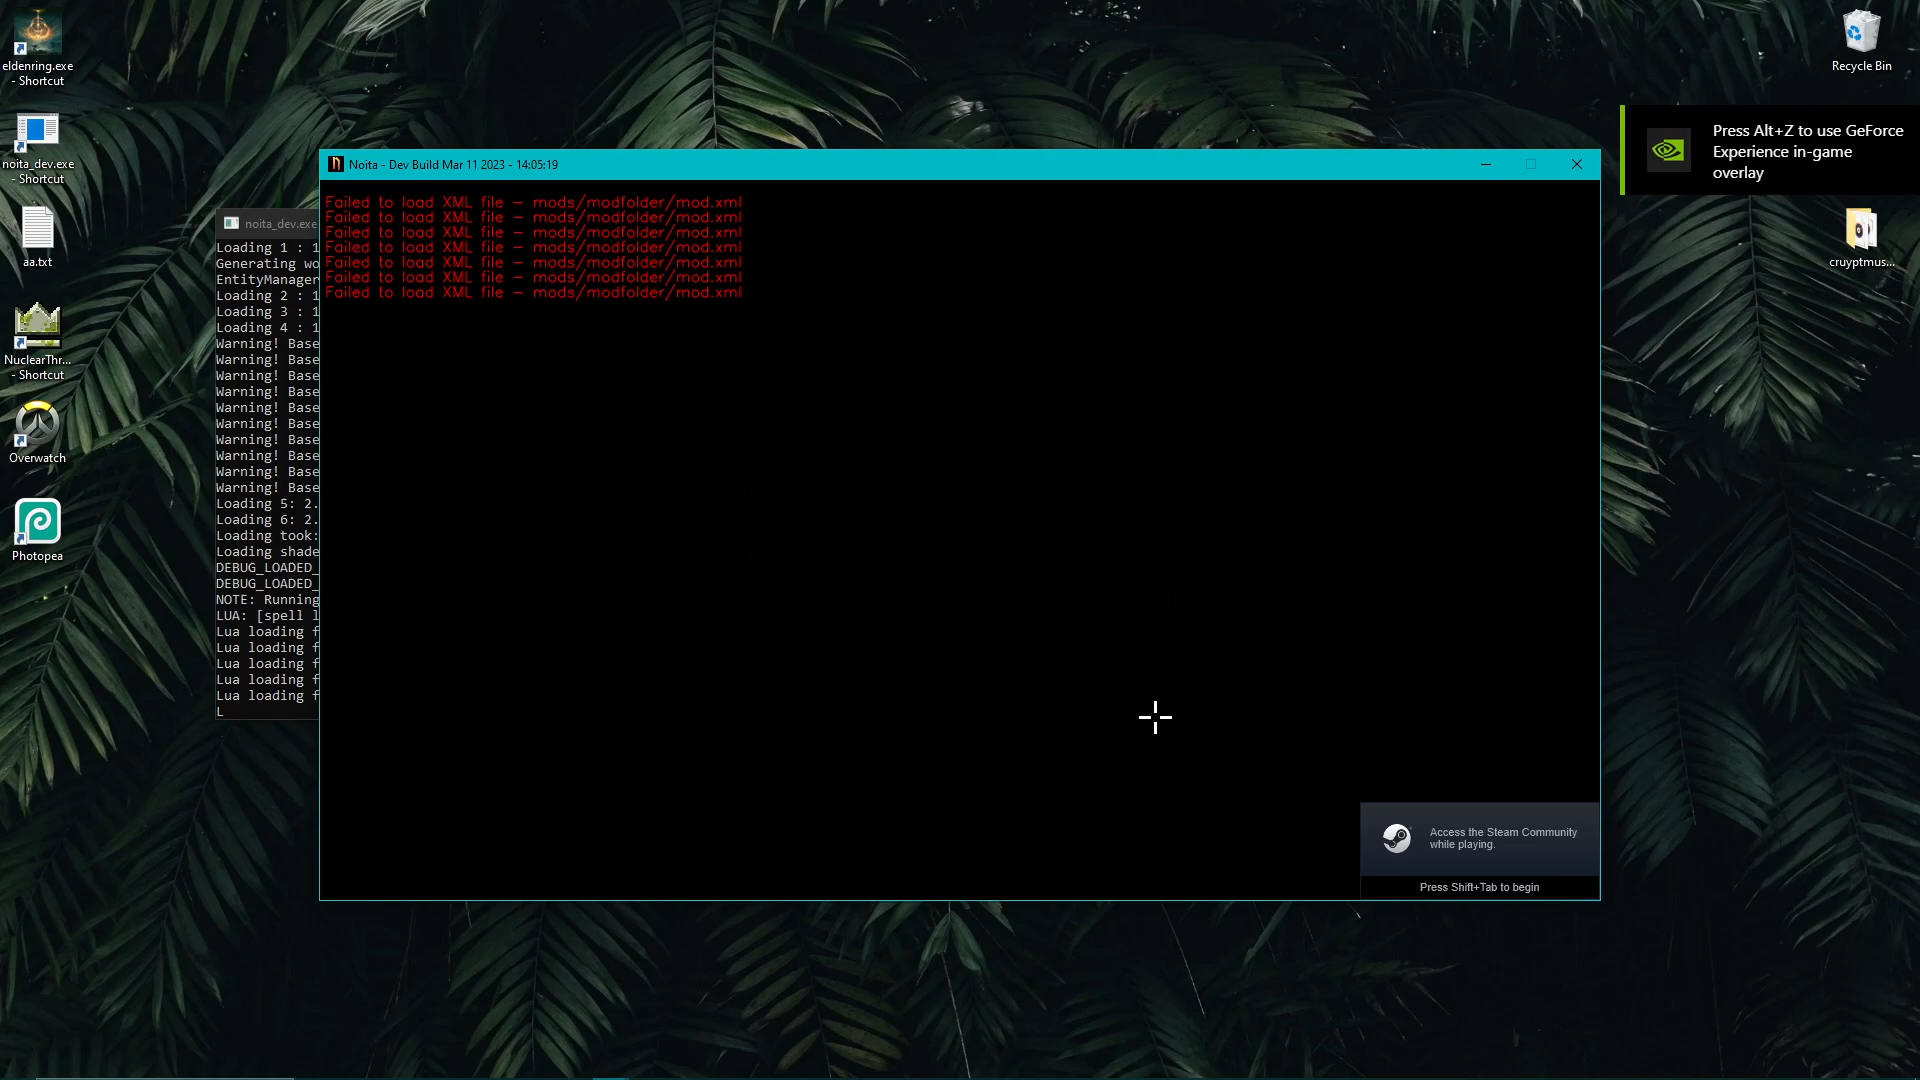 eldenring.exe
- Shortcut
noita_dev.exe
- Shortcut
aa.txt
NuclearThr...
- Shortcut
Overwatch
Photopea
noita_dev.exe
Loading 1 : 1
Generating wo
EntityManager
Loading 2 : 1
Loading 3 : 1
Loading 4 : 1
Warning! Base
Warning! Base
Warning! Base
Warning! Base
Warning! Base
Warning! Base
Warning! Base
Warning! Base
Warning! Base
Warning! Base
Loading 5: 2.
Loading 6: 2.
Loading took:
Loading shade
DEBUG_LOADED_
DEBUG_LOADED_
NOTE: Running
LUA: [spell l
Lua loading f
Lua loading f
Lua loading f
Lua loading f
Lua loading f
L
Noita - Dev Build Mar 11 2023 - 14:05:19
Failed to load XML file - mods/modfolder/mod.xml
Failed to load XML file - mods/modfolder/mod.xml
Failed to load XML file - mods/modfolder/mod.xml
Failed to load XML file - mods/modfolder/mod.xml
Failed to load XML file - mods/modfolder/mod.xml
Failed to load XML file - mods/modfolder/mod.xml
Failed to load XML file - mods/modfolder/mod.xml
Access the Steam Community
while playing.
Press Shift+Tab to begin
Recycle Bin
Press Alt+Z to use GeForce
Experience in-game
overlay
cruyptmus...